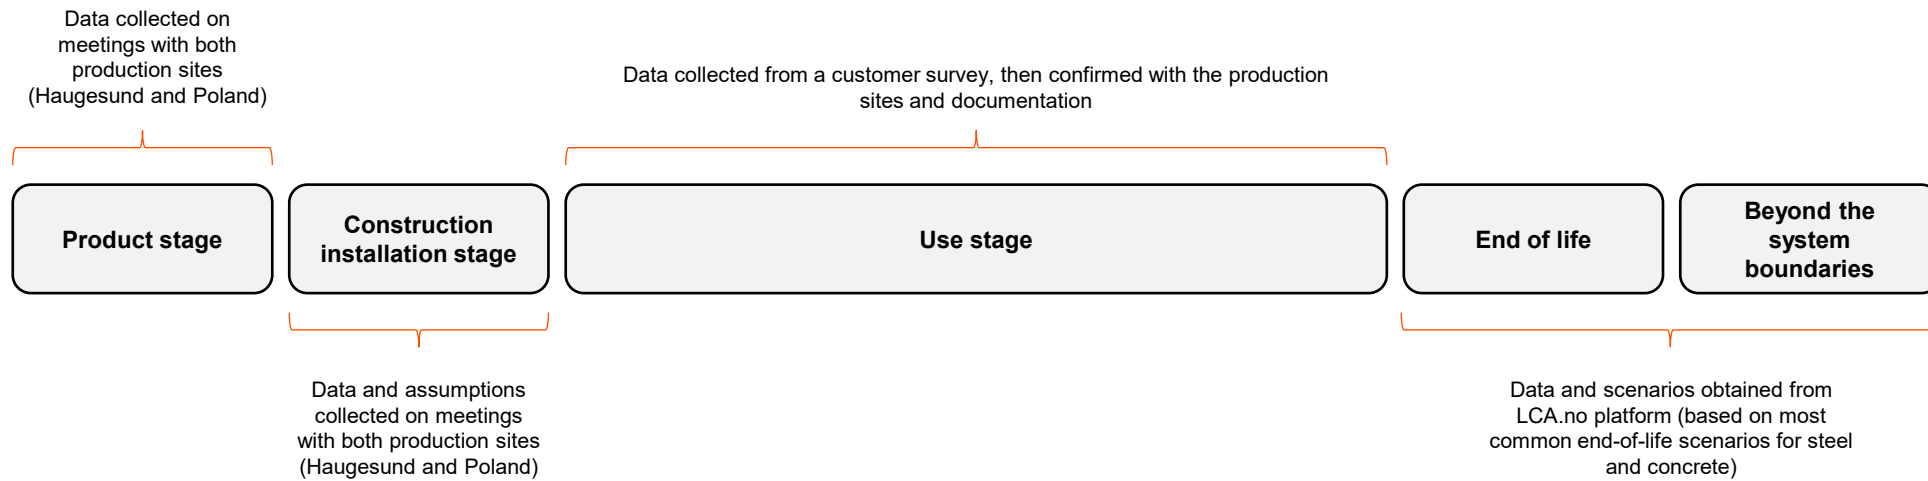 Data collected on
meetings with both
production sites
(Haugesund and Poland)
Data collected from a customer survey, then confirmed with the production
sites and documentation
Product stage
Construction
installation stage
Use stage
End of life
Beyond the
system
boundaries
Data and assumptions
collected on meetings
with both production sites
(Haugesund and Poland)
Data and scenarios obtained from
LCA.no platform (based on most
common end-of-life scenarios for steel
and concrete)